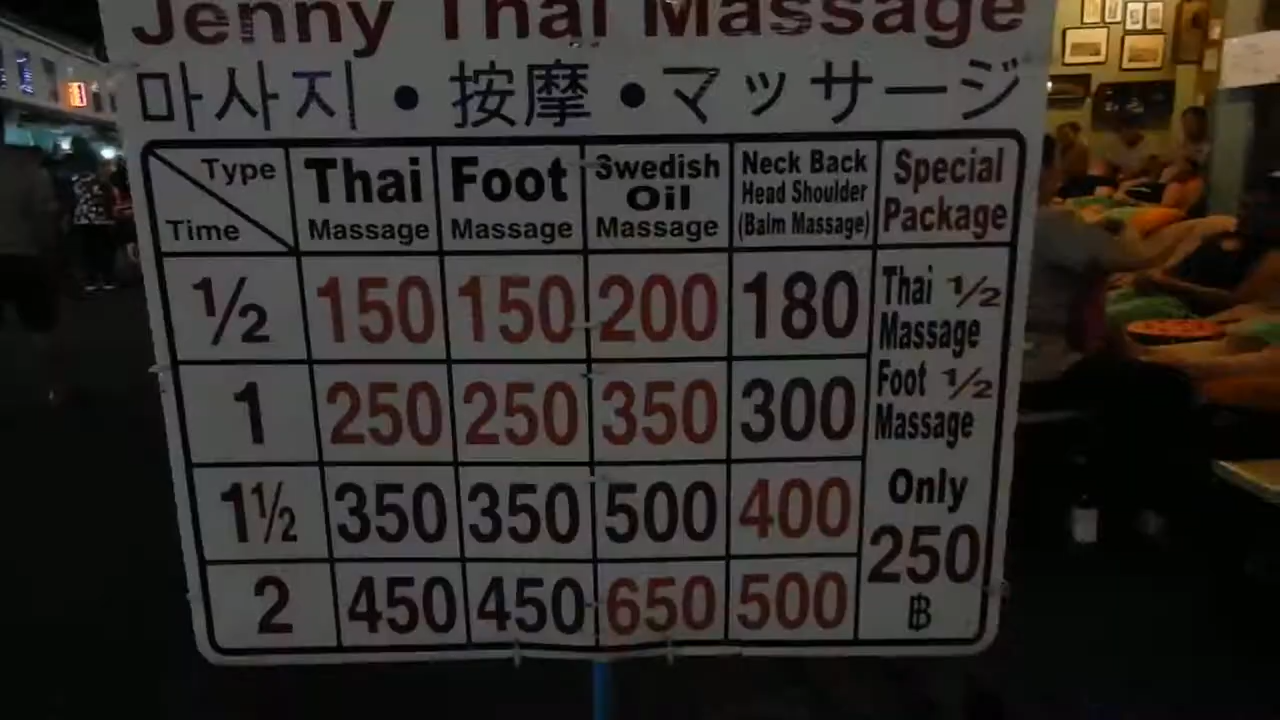 Jenny Thai Massage
마사지 • 按摩 • マッサージ
Type
Time
Thai
Massage
Foot
Massage
Swedish
Oil
Massage
Neck Back
Head Shoulder
(Balm Massage)
Special
Package
½ 150 150 200 180
1 250 250 350 300
1½ 350 350 500 400
2 450 450 650 500
Thai ½
Massage
Foot ½
Massage
Only
250
฿